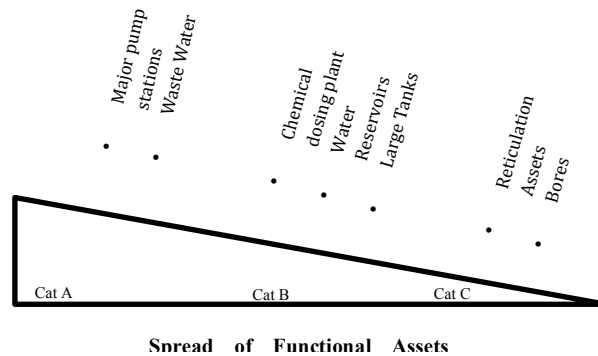 Major pump
stations
Waste Water
Chemical
dosing plant
Water
Reservoirs
Large Tanks
Reticulation
Assets
Bores
Cat A
Cat B
Cat C
Spread of Functional Assets